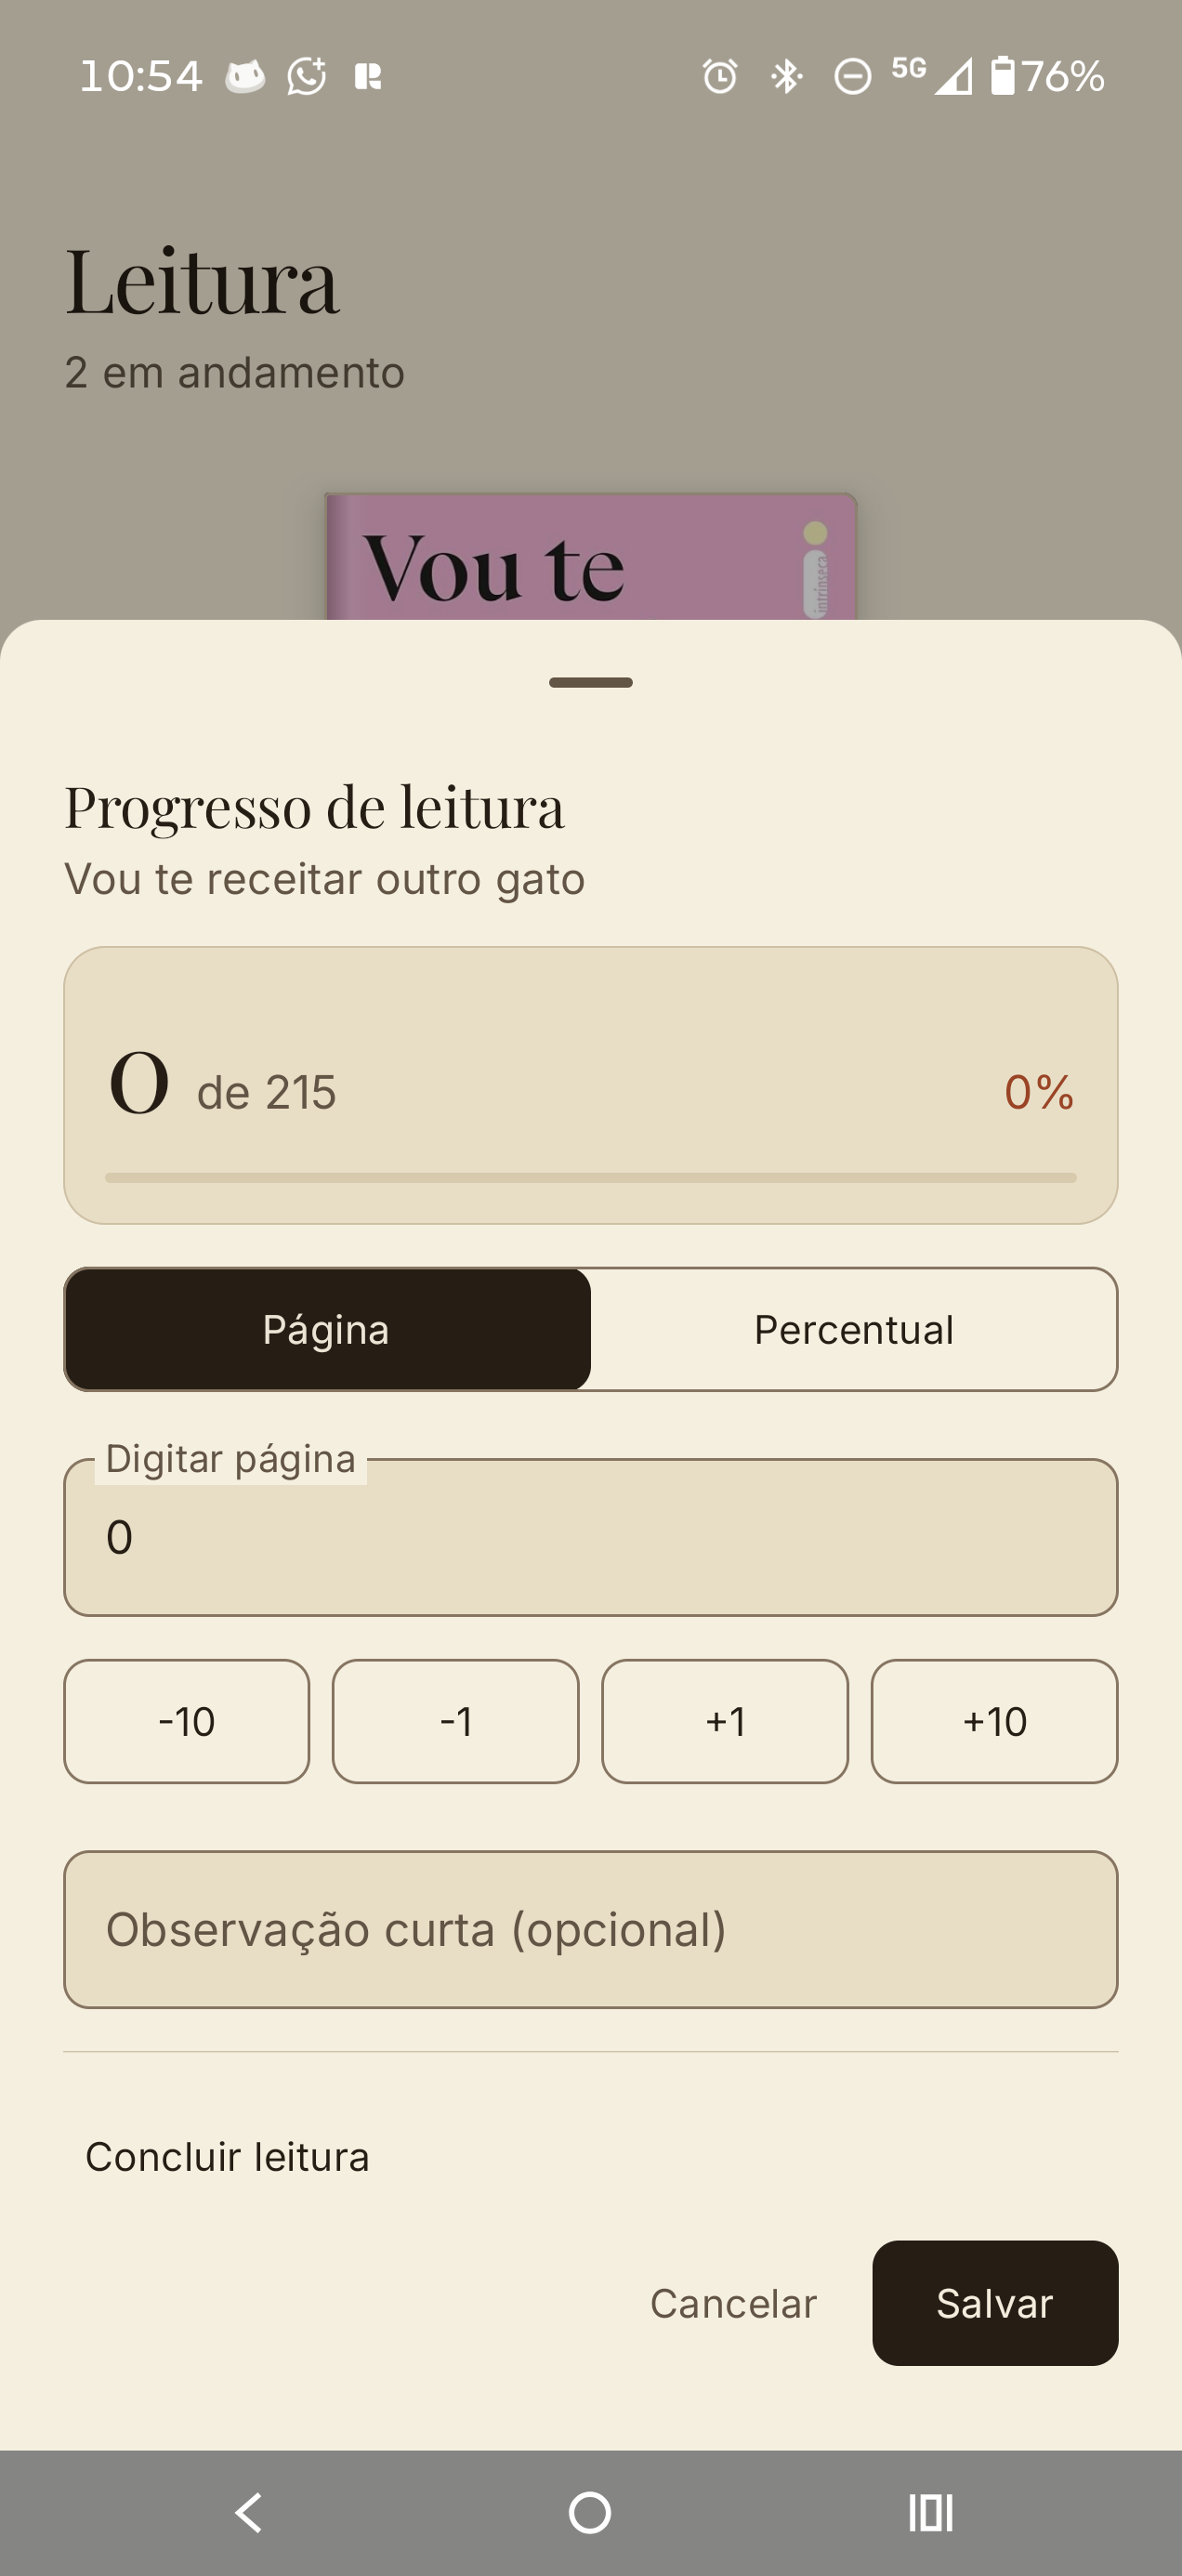 10:54
5G
76%
Leitura
2 em andamento
Vou te
intrínseca
Progresso de leitura
Vou te receitar outro gato
0 de 215
0%
Página
Percentual
Digitar página
0
-10
-1
+1
+10
Observação curta (opcional)
Concluir leitura
Cancelar
Salvar